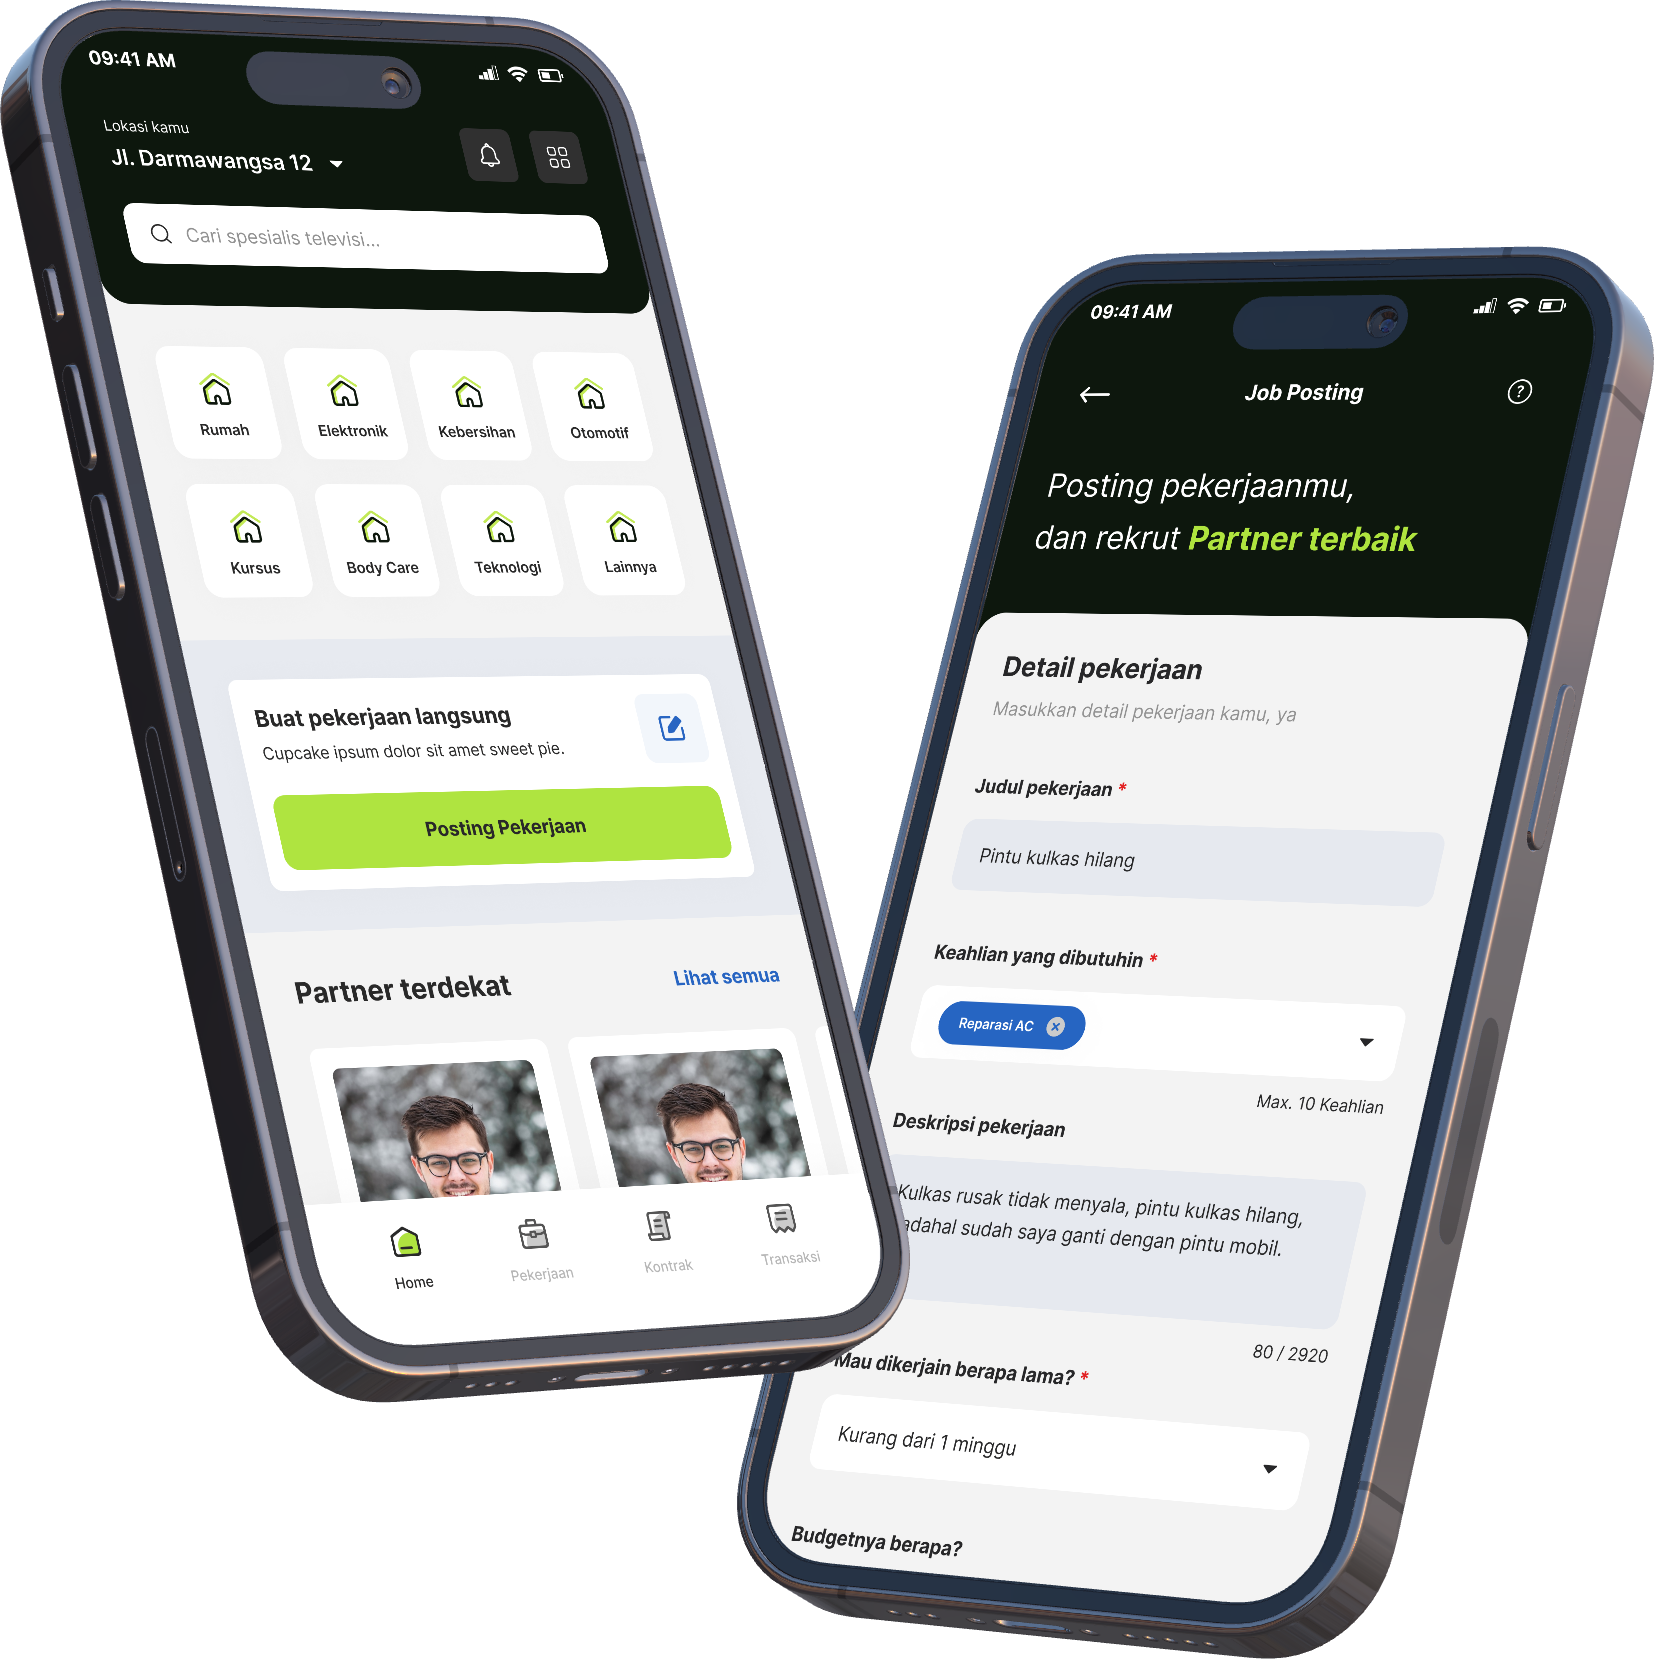 09:41 AM
Lokasi kamu
Jl. Darmawangsa 12
Cari spesialis televisi...
Rumah
Elektronik
Kebersihan
Otomotif
Kursus
Body Care
Teknologi
Lainnya
Buat pekerjaan langsung
Cupcake ipsum dolor sit amet sweet pie.
Posting Pekerjaan
Partner terdekat
Lihat semua
Home
Pekerjaan
Kontrak
Transaksi
09:41 AM
Job Posting
?
Posting pekerjaanmu,
dan rekrut Partner terbaik
Detail pekerjaan
Masukkan detail pekerjaan kamu, ya
Judul pekerjaan *
Pintu kulkas hilang
Keahlian yang dibutuhin *
Reparasi AC
Max. 10 Keahlian
Deskripsi pekerjaan
Kulkas rusak tidak menyala, pintu kulkas hilang,
adahal sudah saya ganti dengan pintu mobil.
80 / 2920
Mau dikerjain berapa lama? *
Kurang dari 1 minggu
Budgetnya berapa?